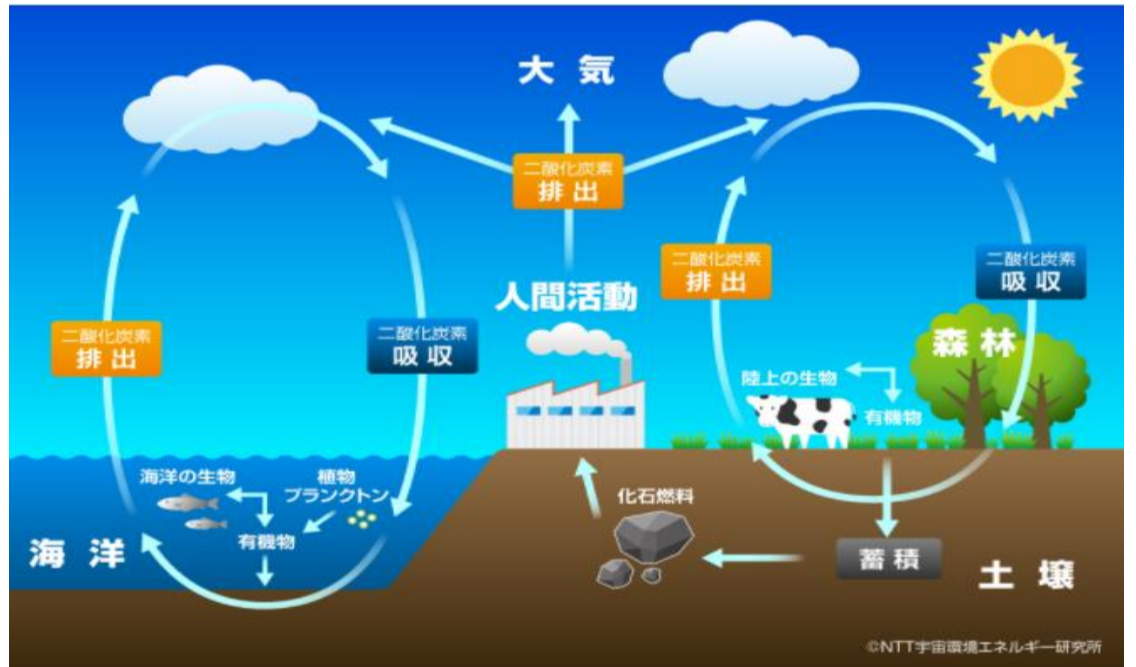 大気
二酸化炭素
排出
人間活動
二酸化炭素
排出
二酸化炭素
吸収
二酸化炭素
排出
二酸化炭素
吸収
森林
陸上の生物
有機物
海洋の生物
植物
プランクトン
有機物
海洋
化石燃料
蓄積
土壌
©NTT宇宙環境エネルギー研究所